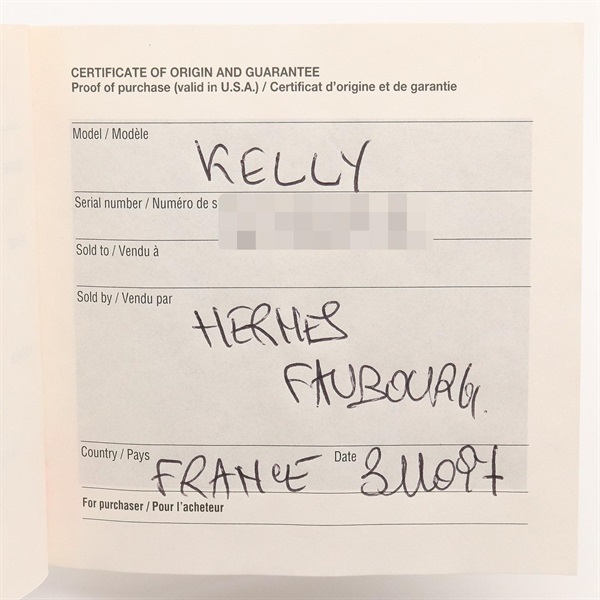 CERTIFICATE OF ORIGIN AND GUARANTEE
Proof of purchase (valid in U.S.A.) / Certificat d'origine et de garantie
Model / Modèle
KELLY
Serial number / Numéro de s
Sold to / Vendu à
Sold by / Vendu par
HERMES
FAUBOURG.
Country / Pays FRANCE Date
For purchaser / Pour l'acheteur